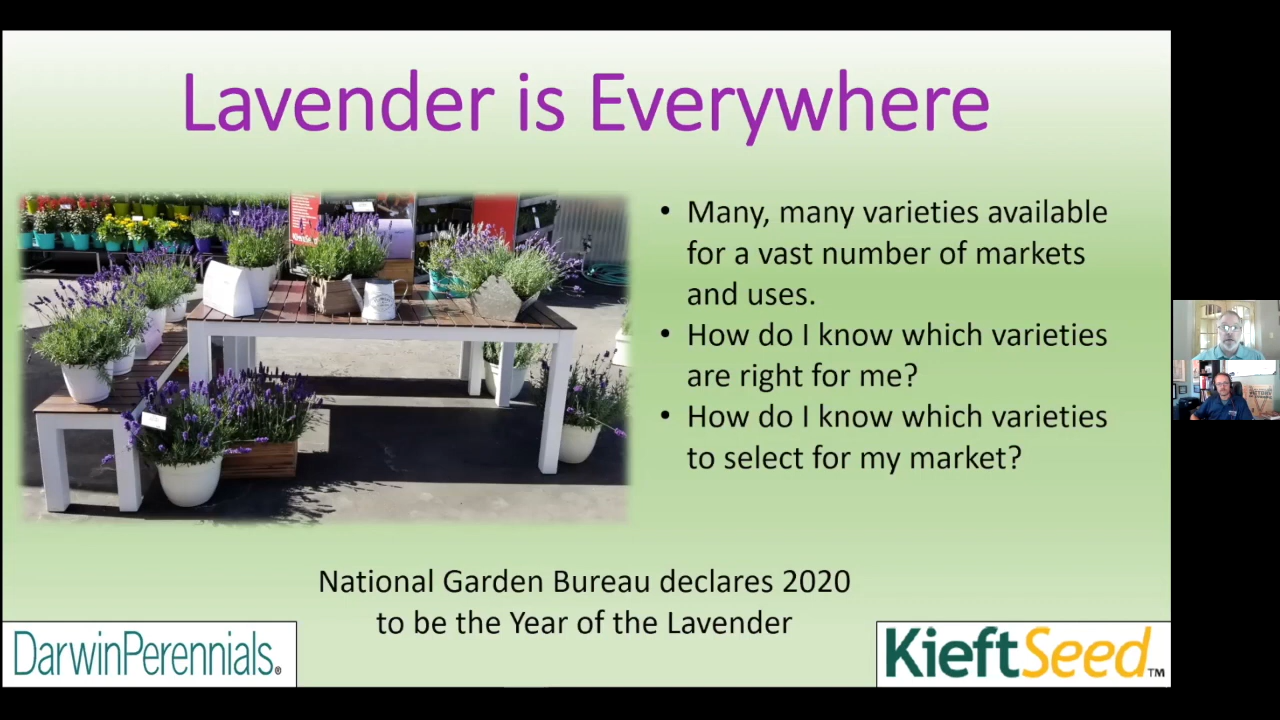 Lavender is Everywhere
• Many, many varieties available
for a vast number of markets
and uses.
• How do I know which varieties
are right for me?
• How do I know which varieties
to select for my market?
National Garden Bureau declares 2020
to be the Year of the Lavender
DarwinPerennials®
KieftSeed™